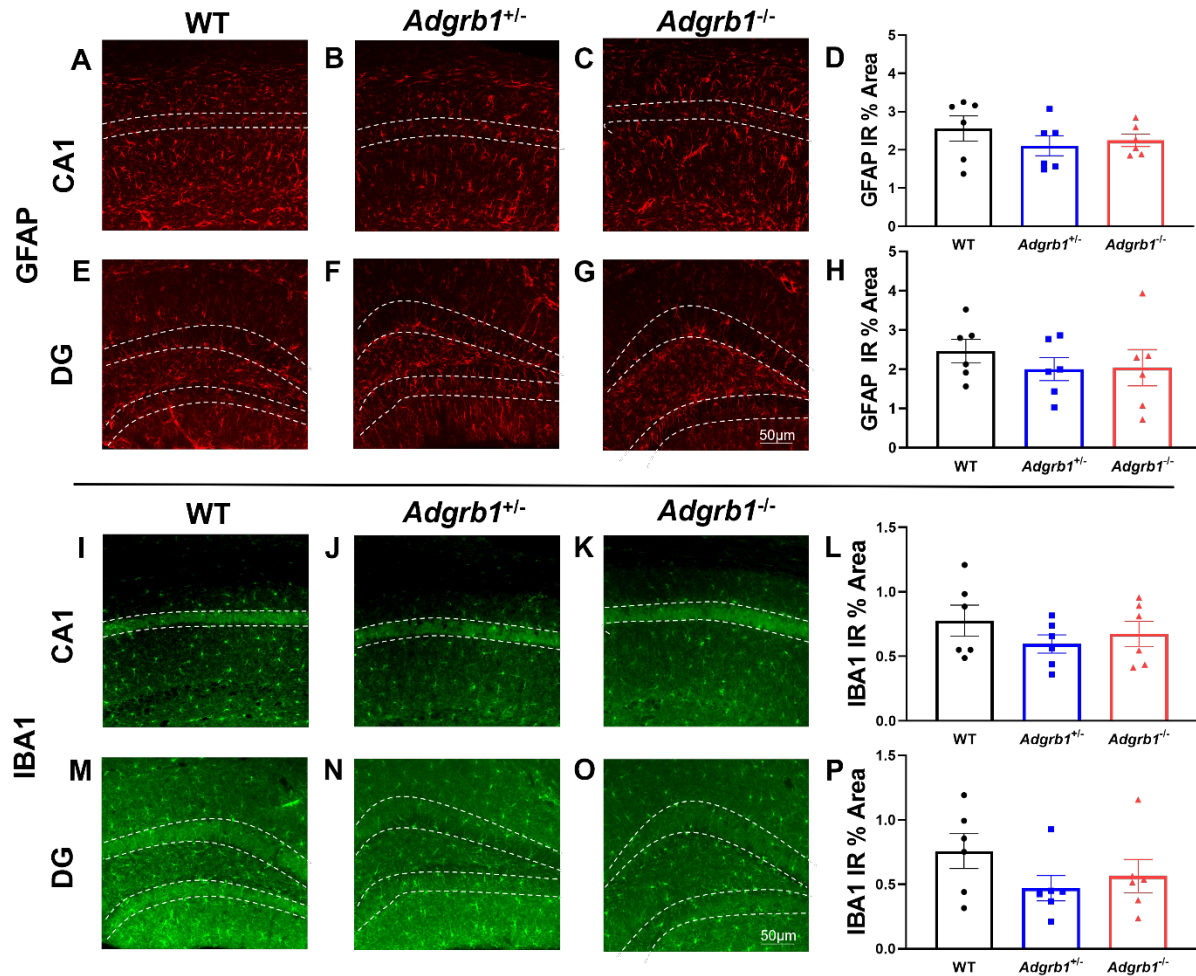 WT Adgrb1+/- Adgrb1-/-
GFAP
CA1
A B C D
GFAP IR % Area
5
4
3
2
1
0
WT Adgrb1+/- Adgrb1-/-
DG
E F G H
50µm
GFAP IR % Area
5
4
3
2
1
0
WT Adgrb1+/- Adgrb1-/-
WT Adgrb1+/- Adgrb1-/-
IBA1
CA1
I J K L
IBA1 IR % Area
1.5
1.0
0.5
0.0
WT Adgrb1+/- Adgrb1-/-
DG
M N O P
50µm
IBA1 IR % Area
1.5
1.0
0.5
0.0
WT Adgrb1+/- Adgrb1-/-